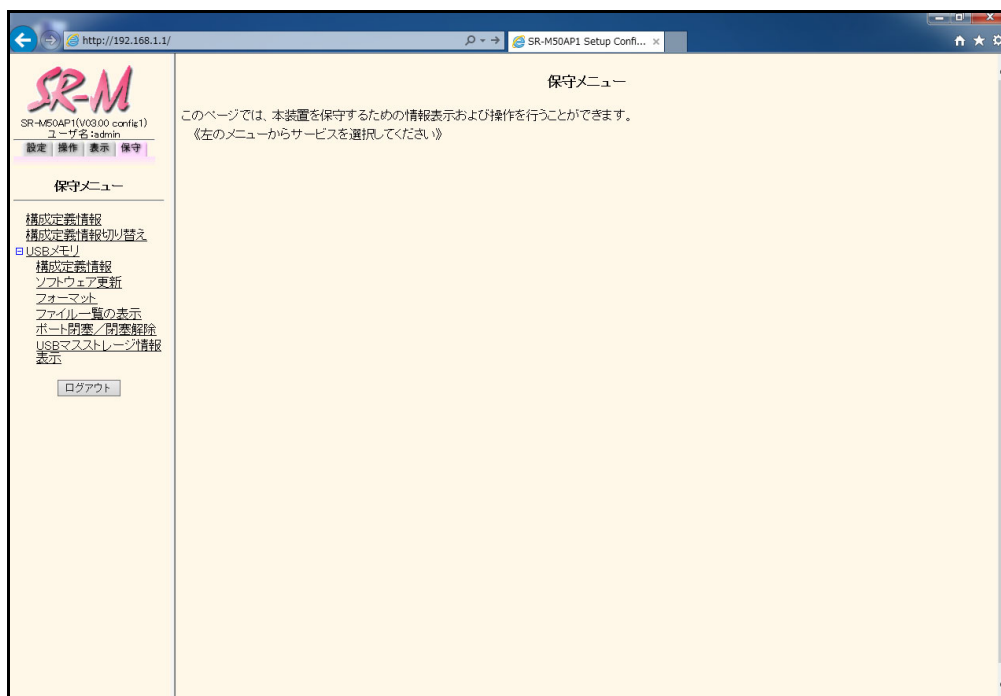 http://192.168.1.1/
SR-M50AP1 Setup Confi...
SR-M
SR-M50AP1(V03.00 config1)
ユーザ名:admin
設定 操作 表示 保守
保守メニュー
構成定義情報
構成定義情報切り替え
USBメモリ
構成定義情報
ソフトウェア更新
フォーマット
ファイル一覧の表示
ポート閉塞／閉塞解除
USBマスストレージ情報
表示
ログアウト
保守メニュー
このページでは、本装置を保守するための情報表示および操作を行うことができます。
《左のメニューからサービスを選択してください》